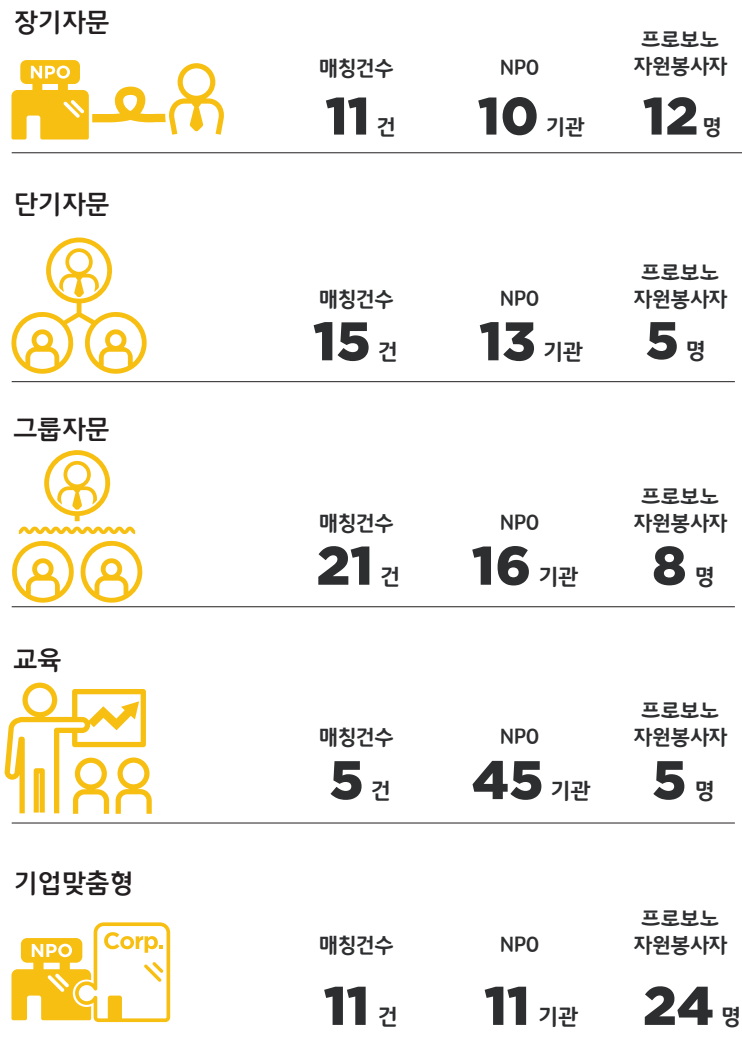 장기자문
NPO
매칭건수
11 건
NPO
10 기관
프로보노
자원봉사자
12 명
단기자문
매칭건수
15 건
NPO
13 기관
프로보노
자원봉사자
5 명
그룹자문
매칭건수
21 건
NPO
16 기관
프로보노
자원봉사자
8 명
교육
매칭건수
5 건
NPO
45 기관
프로보노
자원봉사자
5 명
기업맞춤형
NPO
Corp.
매칭건수
11 건
NPO
11 기관
프로보노
자원봉사자
24 명